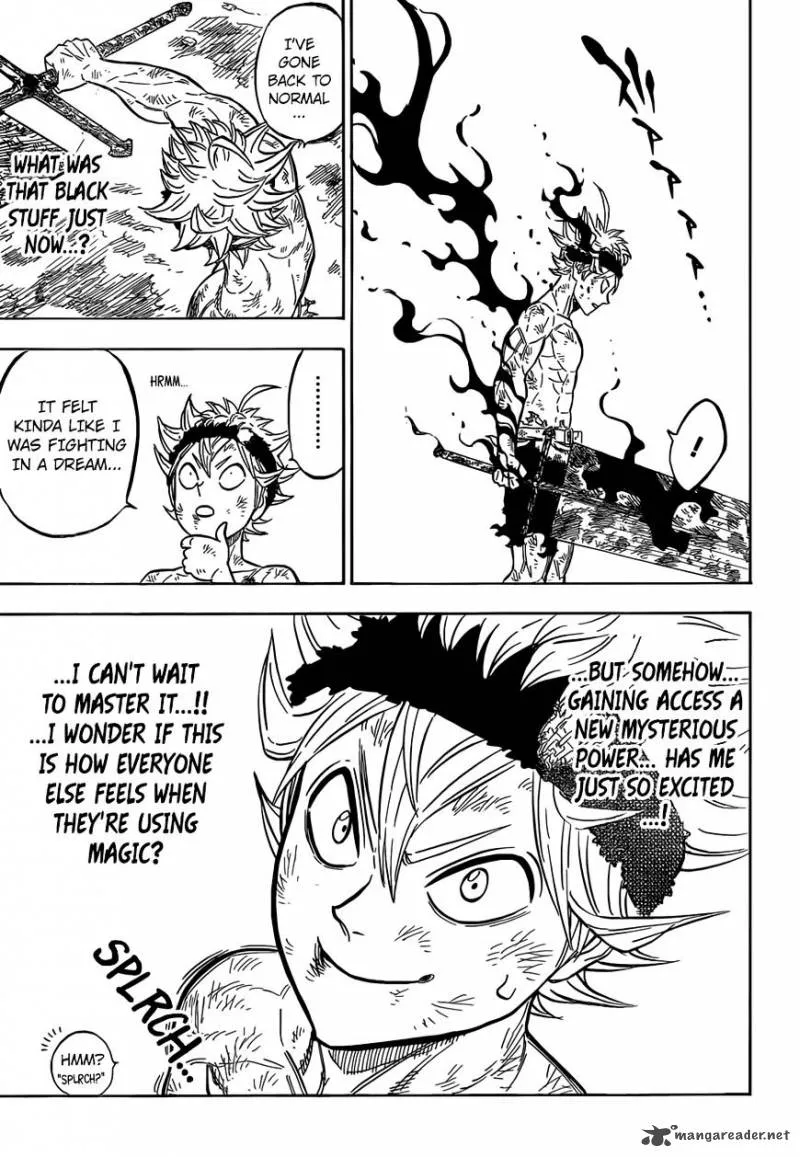 !
I'VE
GONE
BACK TO
NORMAL
...
WHAT WAS
THAT BLACK
STUFF JUST
NOW...?
.........
HRMM...
IT FELT
KINDA LIKE I
WAS FIGHTING
IN A DREAM...
...BUT SOMEHOW...
GAINING ACCESS A
NEW MYSTERIOUS
POWER... HAS ME
JUST SO EXCITED
...!
...I CAN'T WAIT
TO MASTER IT...!!
...I WONDER IF THIS
IS HOW EVERYONE
ELSE FEELS WHEN
THEY'RE USING
MAGIC?
SPLRCH...
HMM?
"SPLRCH?"
mangareader.net